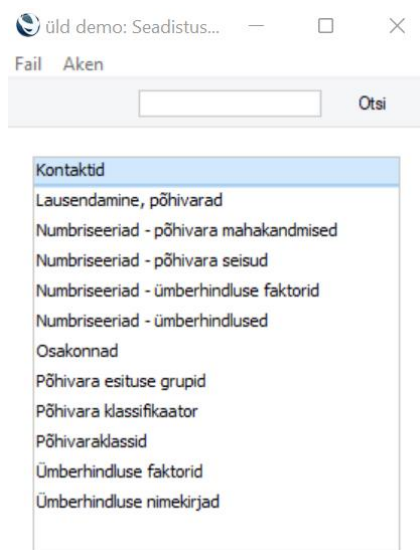 üld demo: Seadistus...
Fail Aken
Otsi
Kontaktid
Lausendamine, põhivarad
Numbriseeriad - põhivara mahakandmised
Numbriseeriad - põhivara seisud
Numbriseeriad - ümberhindluse faktorid
Numbriseeriad - ümberhindlused
Osakonnad
Põhivara esituse grupid
Põhivara klassifikaator
Põhivaraklassid
Ümberhindluse faktorid
Ümberhindluse nimekirjad